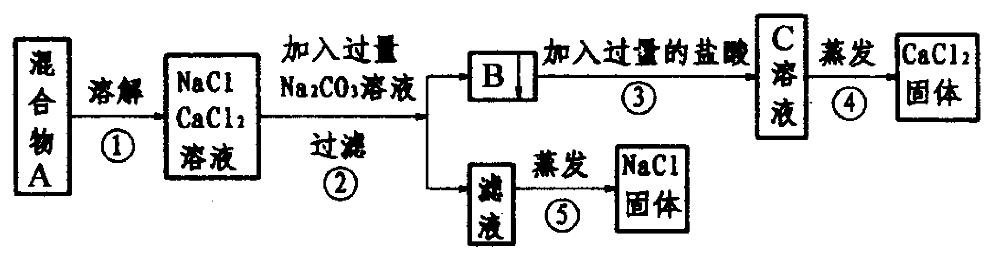 混合物A
溶解
①
NaCl
CaCl₂
溶液
加入过量
Na₂CO₃溶液
过滤
②
B↓
加入过量的盐酸
③
C溶液
蒸发
④
CaCl₂
固体
滤液
蒸发
⑤
NaCl
固体